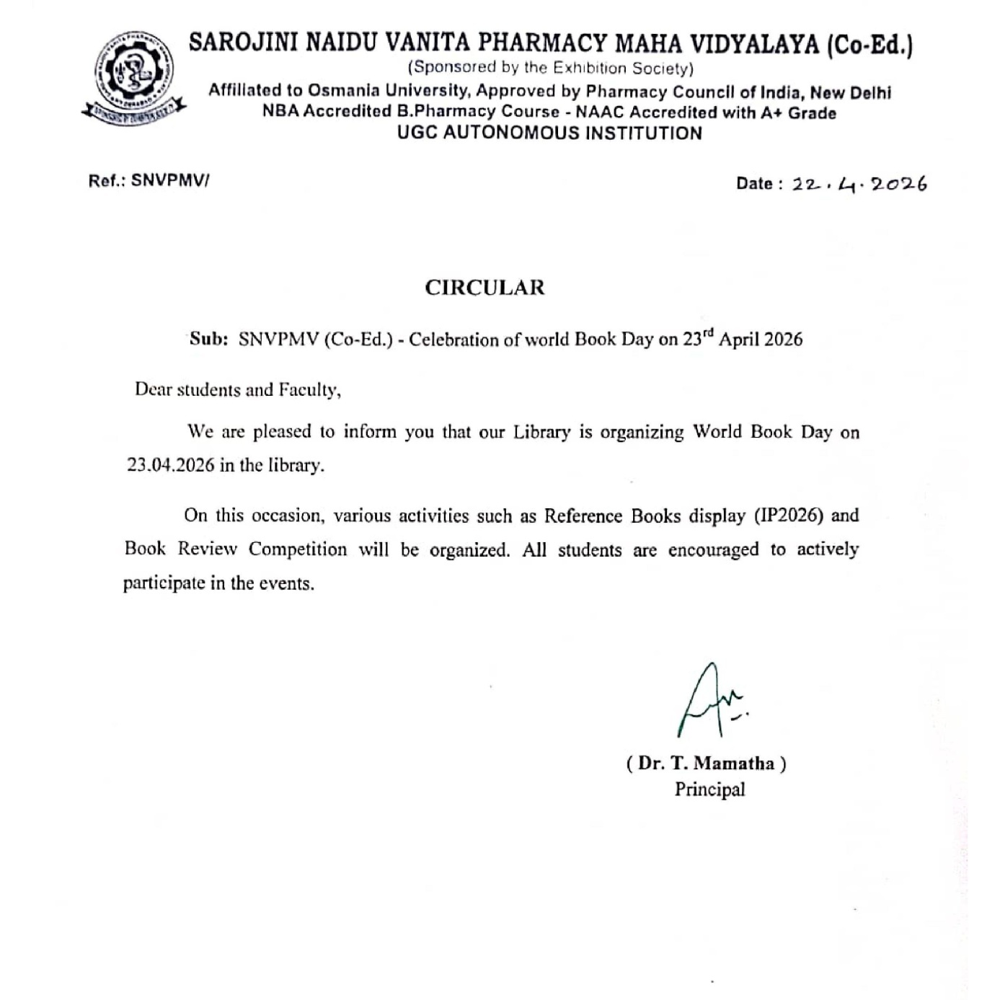 SAROJINI NAIDU VANITA PHARMACY MAHA VIDYALAYA (Co-Ed.)
(Sponsored by the Exhibition Society)
Affiliated to Osmania University, Approved by Pharmacy Council of India, New Delhi
NBA Accredited B.Pharmacy Course - NAAC Accredited with A+ Grade
UGC AUTONOMOUS INSTITUTION
Ref.: SNVPMV/
Date : 22.4.2026
CIRCULAR
Sub: SNVPMV (Co-Ed.) - Celebration of world Book Day on 23rd April 2026
Dear students and Faculty,
We are pleased to inform you that our Library is organizing World Book Day on
23.04.2026 in the library.
On this occasion, various activities such as Reference Books display (IP2026) and
Book Review Competition will be organized. All students are encouraged to actively
participate in the events.
( Dr. T. Mamatha )
Principal